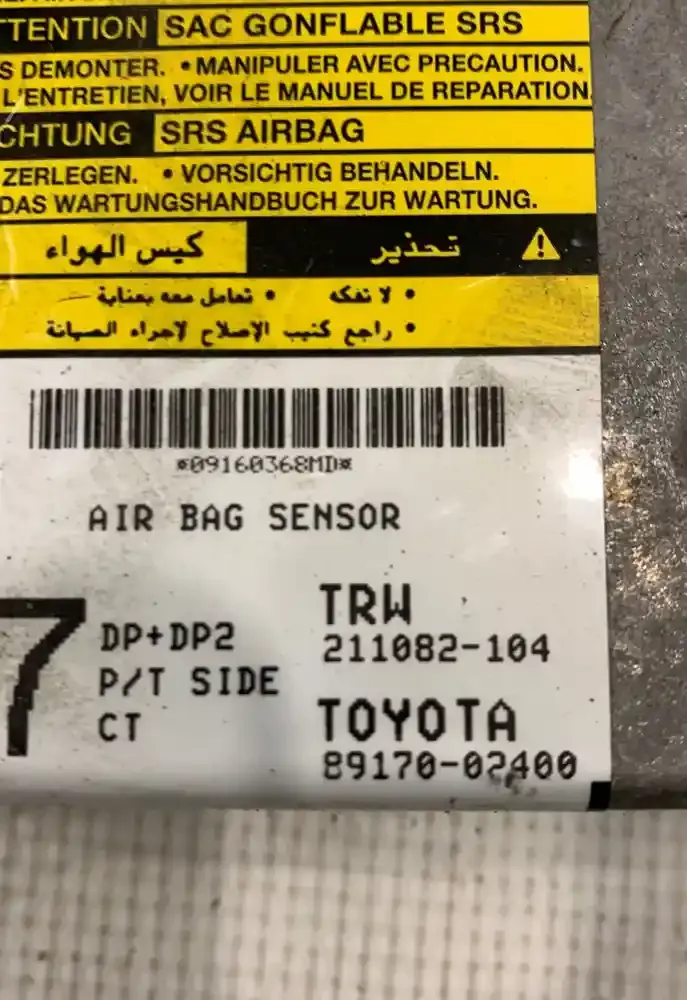 TTENTION SAC GONFLABLE SRS
S DEMONTER. • MANIPULER AVEC PRECAUTION.
L'ENTRETIEN, VOIR LE MANUEL DE REPARATION.
CHTUNG SRS AIRBAG
ZERLEGEN. • VORSICHTIG BEHANDELN.
DAS WARTUNGSHANDBUCH ZUR WARTUNG.
تحذير كيس الهواء
• لا تفكه • تعامل معه بعناية
• راجع كتيب الإصلاح لاجراء الصيانة
*09160368MD*
AIR BAG SENSOR
7
DP+DP2
P/T SIDE
CT
TRW
211082-104
TOYOTA
89170-02400